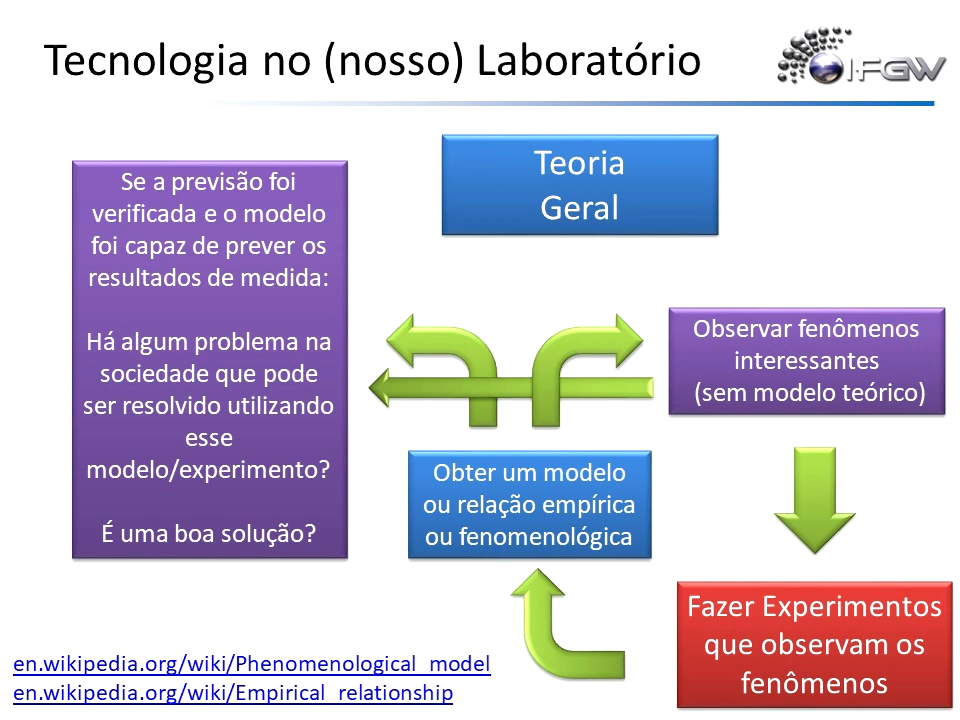 Tecnologia no (nosso) Laboratório
IFGW
Teoria
Geral
Se a previsão foi
verificada e o modelo
foi capaz de prever os
resultados de medida:
Há algum problema na
sociedade que pode
ser resolvido utilizando
esse
modelo/experimento?
É uma boa solução?
Observar fenômenos
interessantes
(sem modelo teórico)
Obter um modelo
ou relação empírica
ou fenomenológica
Fazer Experimentos
que observam os
fenômenos
en.wikipedia.org/wiki/Phenomenological_model
en.wikipedia.org/wiki/Empirical_relationship